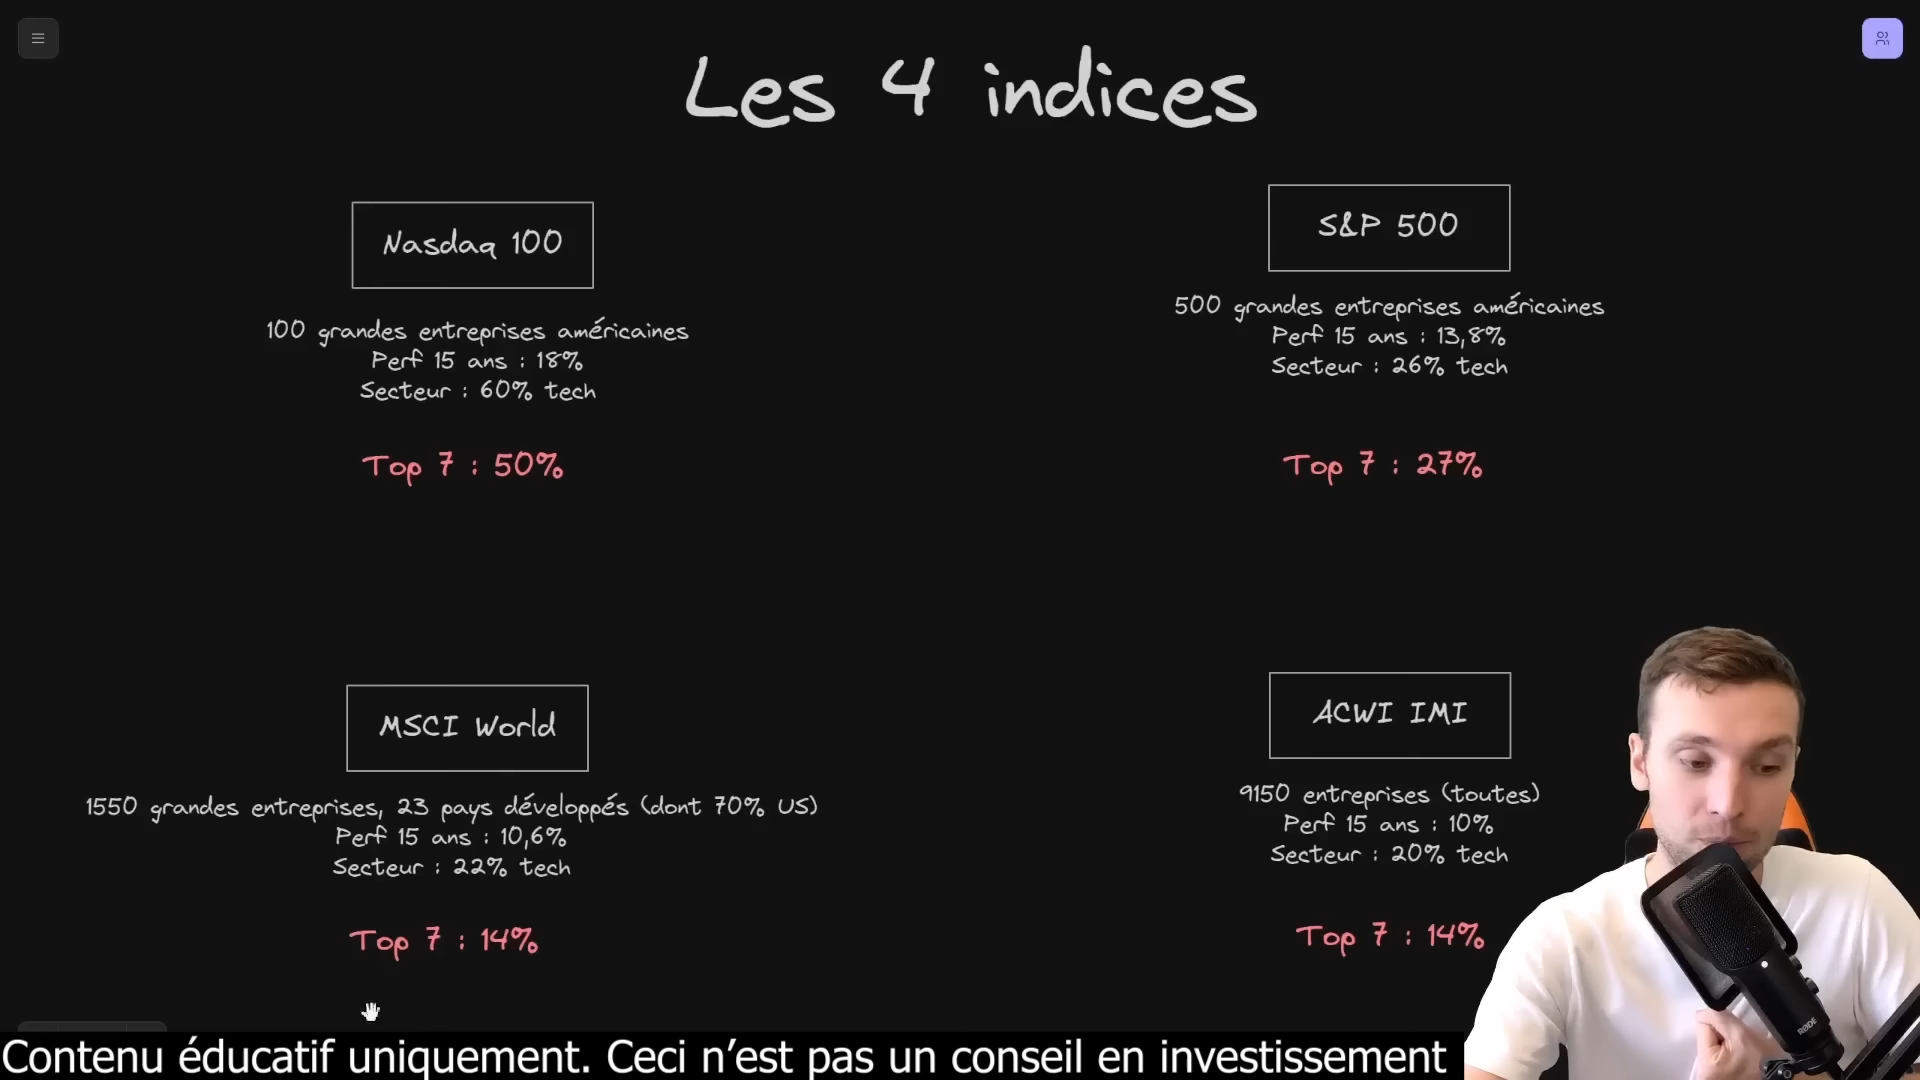 Les 4 indices
Nasdaq 100
100 grandes entreprises américaines
Perf 15 ans : 18%
Secteur : 60% tech
Top 7 : 50%
S&P 500
500 grandes entreprises américaines
Perf 15 ans : 13,8%
Secteur : 26% tech
Top 7 : 27%
MSCI World
1550 grandes entreprises, 23 pays développés (dont 70% US)
Perf 15 ans : 10,6%
Secteur : 22% tech
Top 7 : 14%
ACWI IMI
9150 entreprises (toutes)
Perf 15 ans : 10%
Secteur : 20% tech
Top 7 : 14%
RØDE
Contenu éducatif uniquement. Ceci n’est pas un conseil en investissement